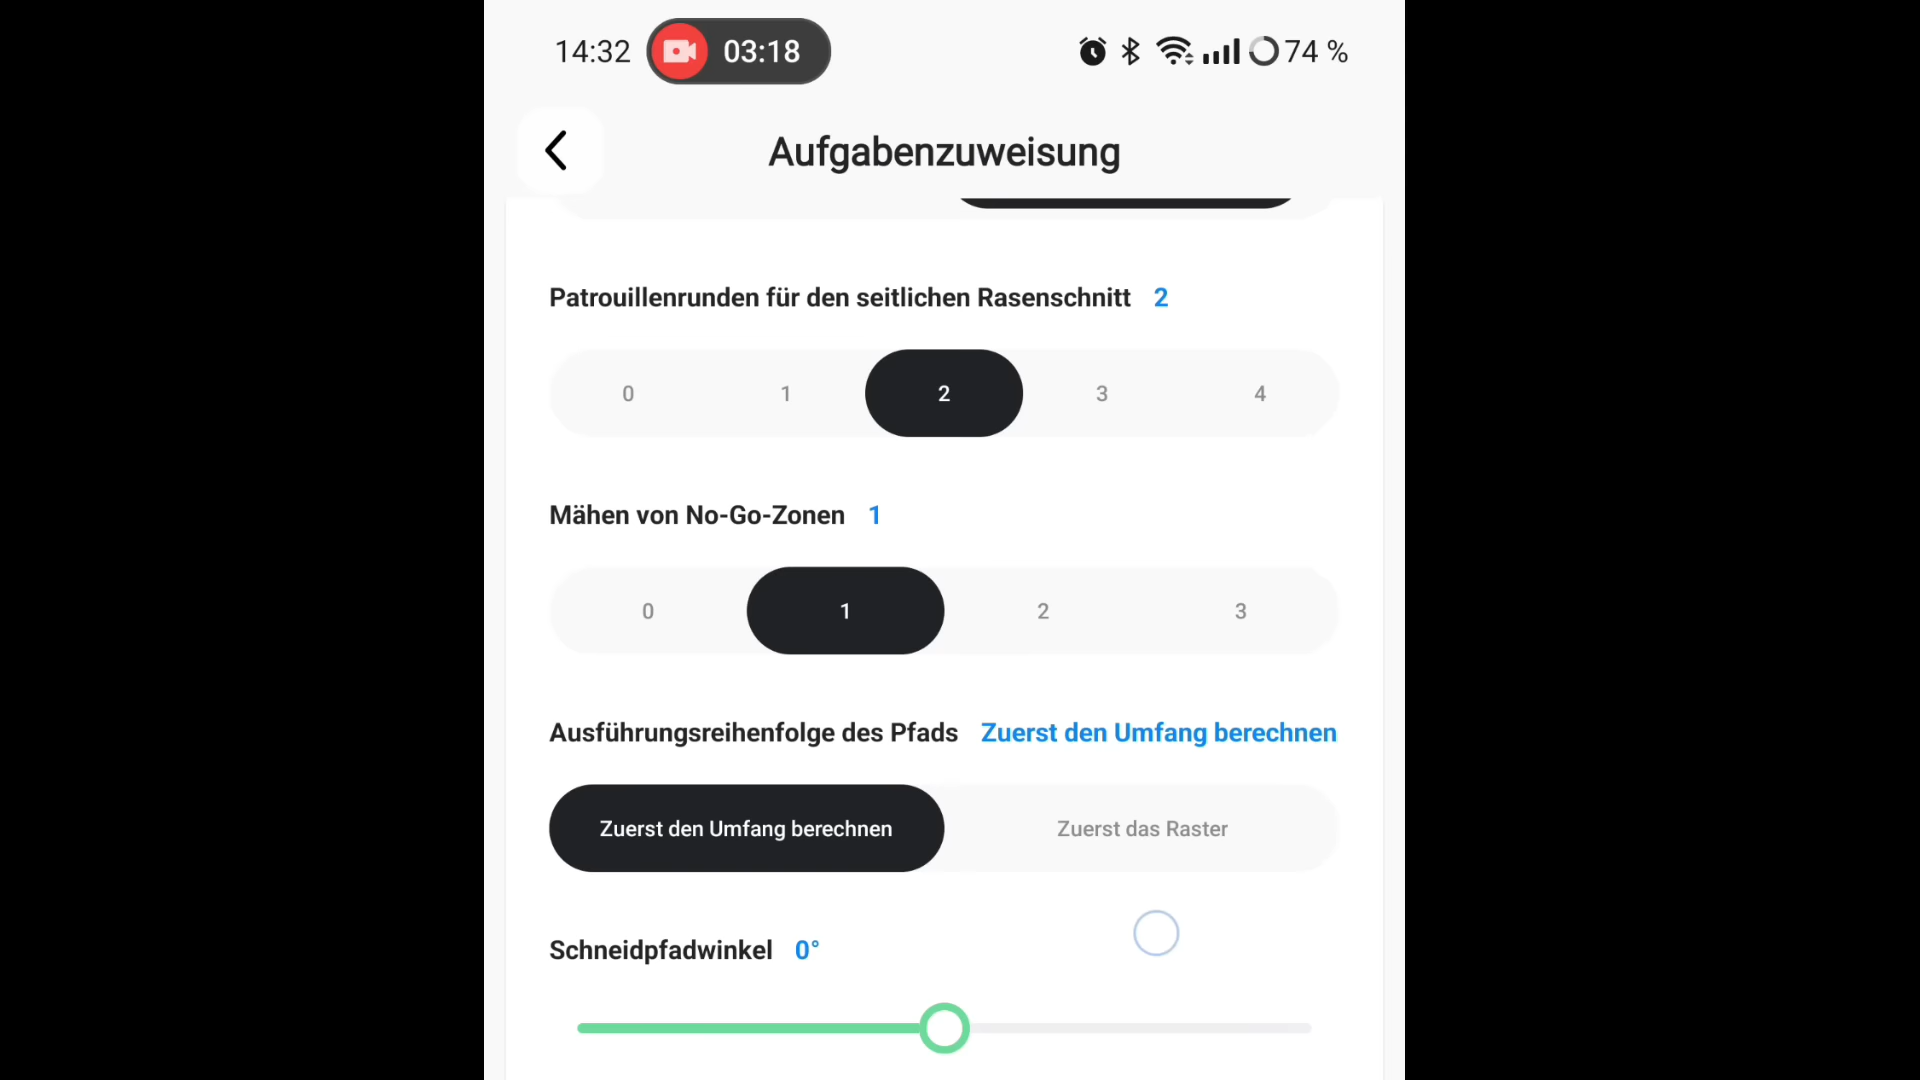 14:32 03:18 74 %
Aufgabenzuweisung
Patrouillenrunden für den seitlichen Rasenschnitt 2
0 1 2 3 4
Mähen von No-Go-Zonen 1
0 1 2 3
Ausführungsreihenfolge des Pfads Zuerst den Umfang berechnen
Zuerst den Umfang berechnen Zuerst das Raster
Schneidpfadwinkel 0°